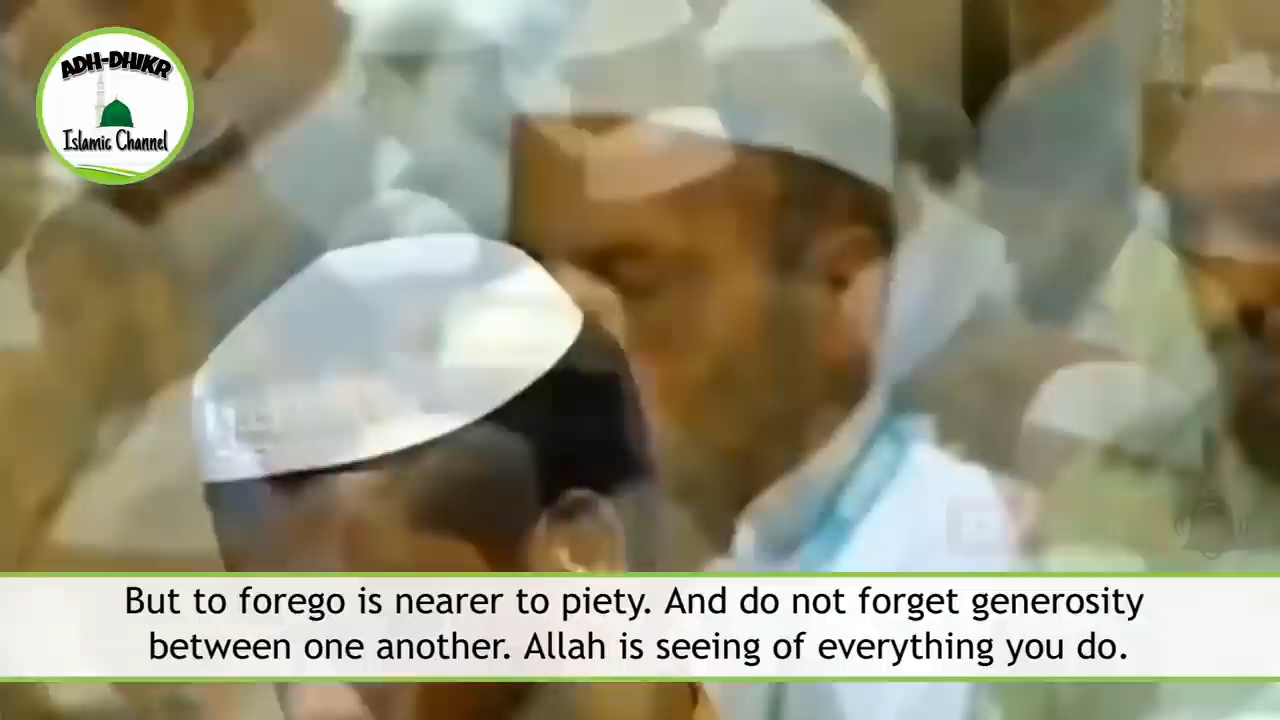 ADH-DHIKR
Islamic Channel
But to forego is nearer to piety. And do not forget generosity
between one another. Allah is seeing of everything you do.